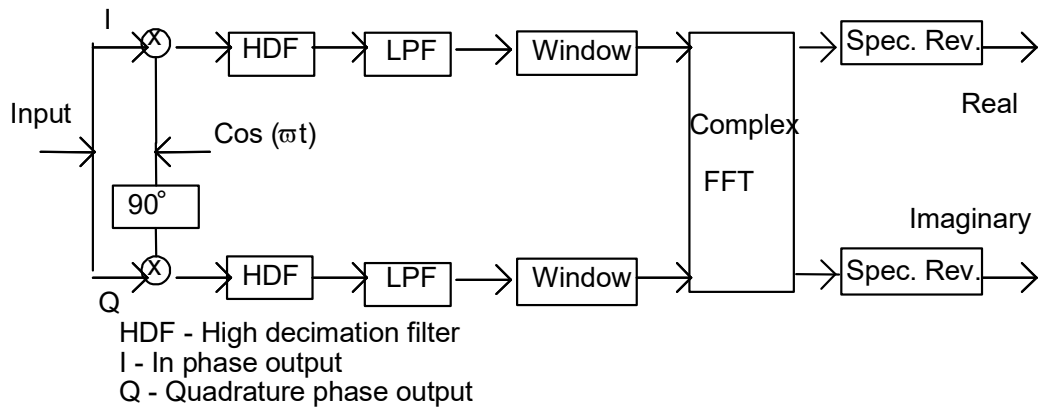 I
X
HDF
LPF
Window
Spec. Rev.
Input
Cos (ϖt)
Complex
FFT
Real
90°
Imaginary
X
HDF
LPF
Window
Spec. Rev.
Q
HDF - High decimation filter
I - In phase output
Q - Quadrature phase output